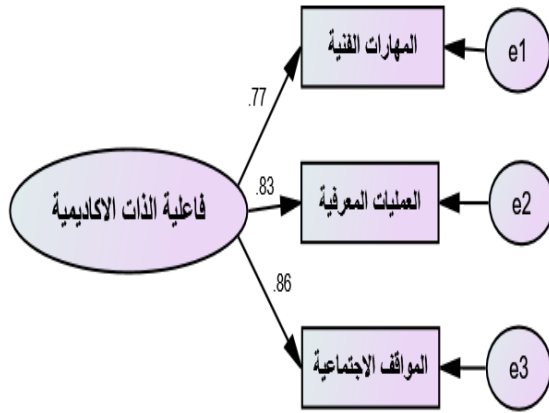 المهارات الفنية
e1
.77
فاعلية الذات الاكاديمية
.83
العمليات المعرفية
e2
.86
المواقف الاجتماعية
e3